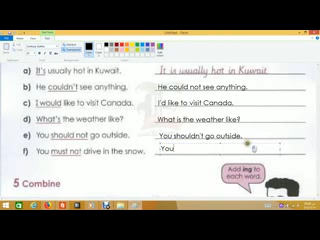 a) It's usually hot in Kuwait. It is usually hot in Kuwait
b) He couldn't see anything. He could not see anything.
c) I would like to visit Canada. I'd like to visit Canada.
d) What's the weather like? What is the weather like?
e) You should not go outside. You shouldn't go outside.
f) You must not drive in the snow. You
Add ing to
each word.
5 Combine